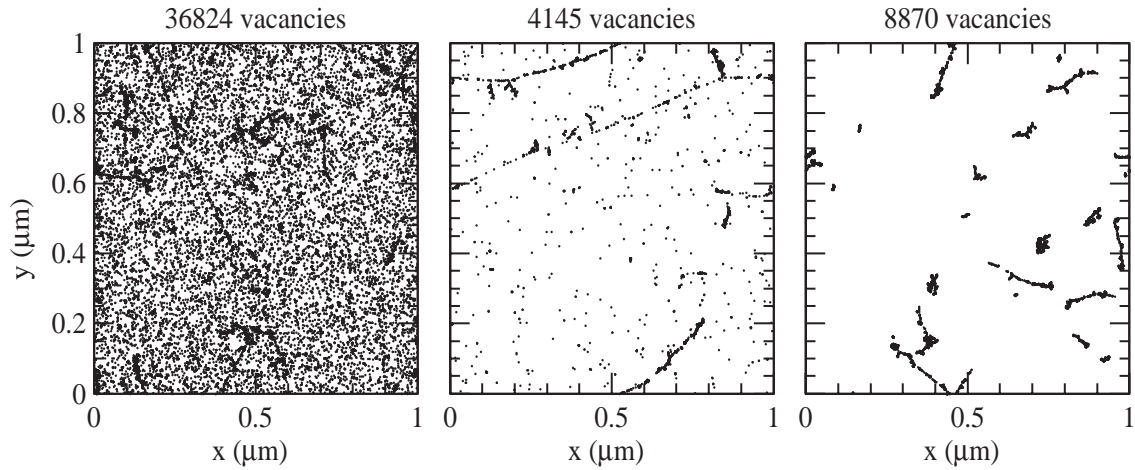 36824 vacancies 4145 vacancies 8870 vacancies
1
0.8
0.6
0.4
0.2
0
y (μm)
0 0.5 1 0 0.5 1 0 0.5 1
x (μm) x (μm) x (μm)